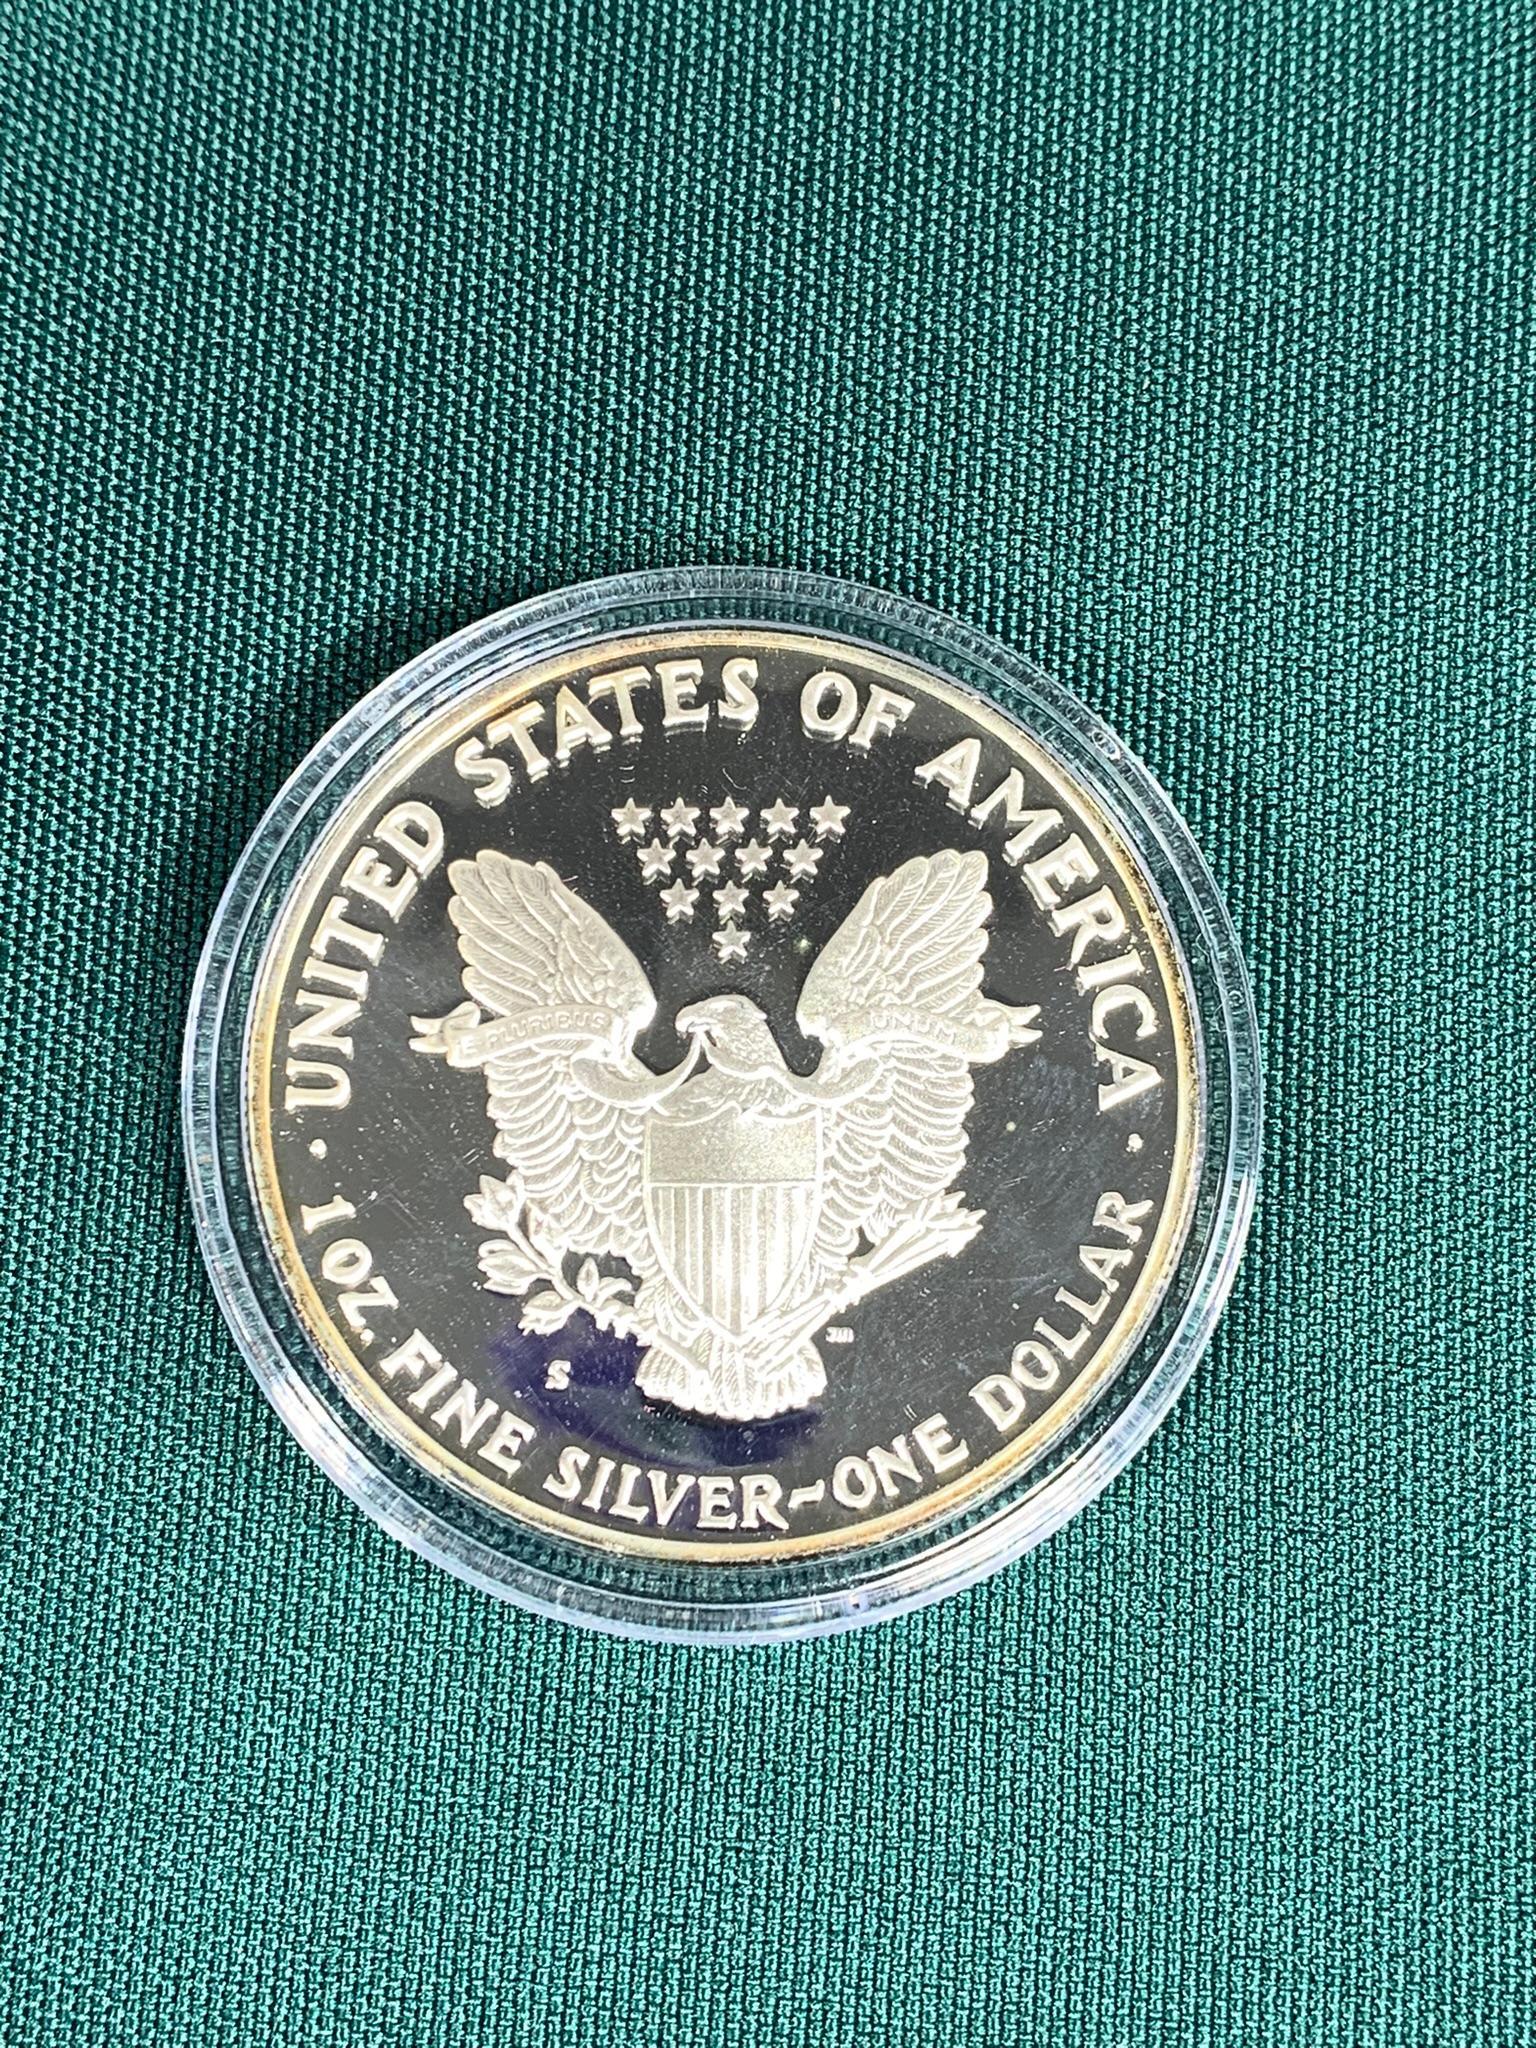 UNITED STATES OF AMERICA
E PLURIBUS UNUM
S
1 OZ. FINE SILVER~ONE DOLLAR